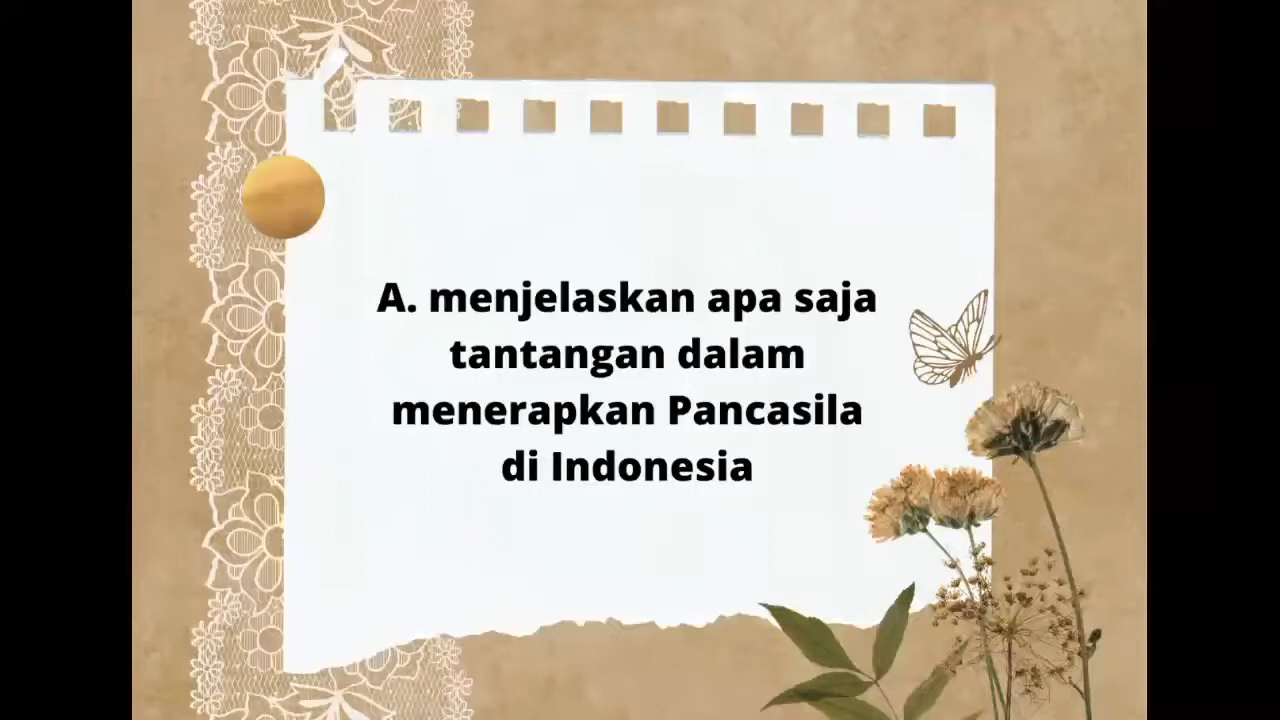 A. menjelaskan apa saja
tantangan dalam
menerapkan Pancasila
di Indonesia